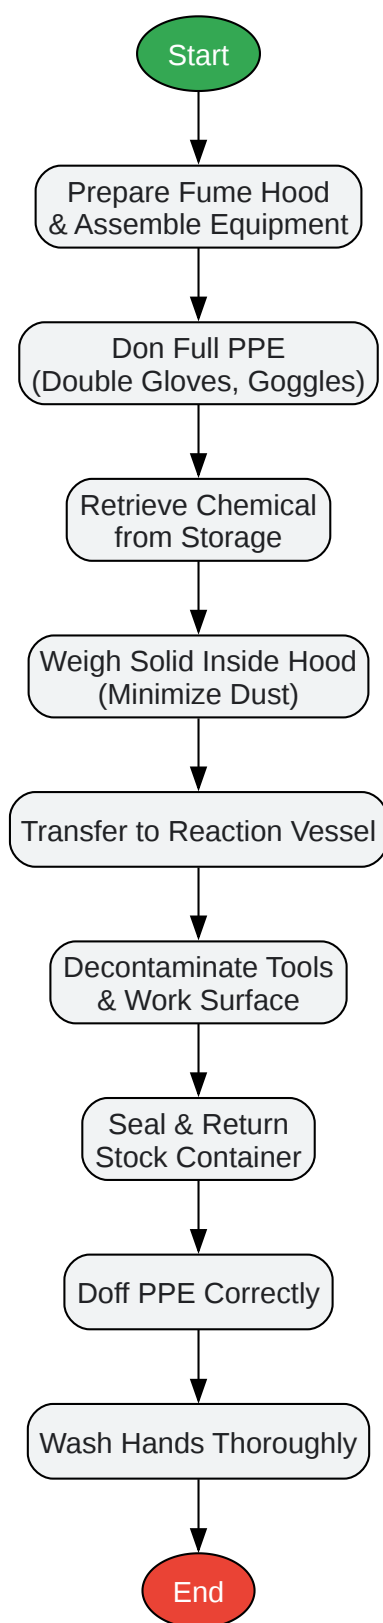 Start
Prepare Fume Hood
& Assemble Equipment
Don Full PPE
(Double Gloves, Goggles)
Retrieve Chemical
from Storage
Weigh Solid Inside Hood
(Minimize Dust)
Transfer to Reaction Vessel
Decontaminate Tools
& Work Surface
Seal & Return
Stock Container
Doff PPE Correctly
Wash Hands Thoroughly
End